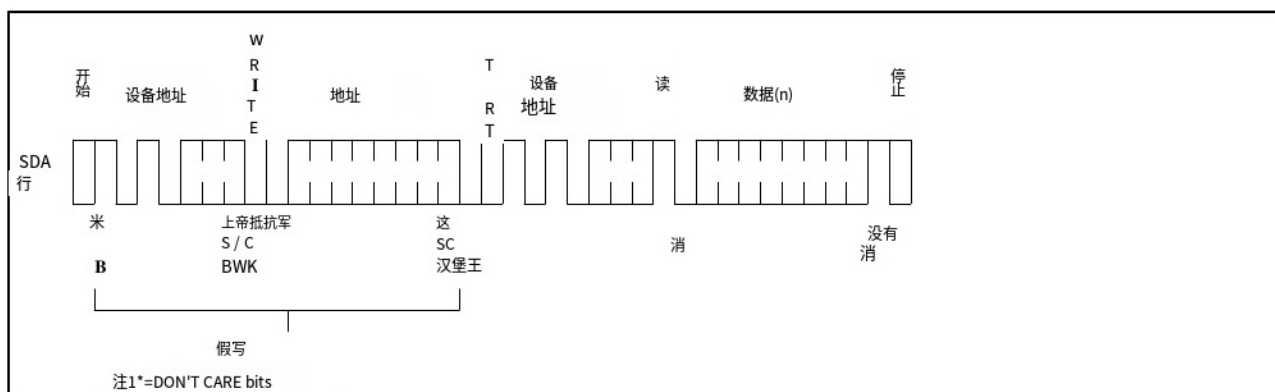 开始
设备地址
WRITE
地址
T RT
设备
地址
读
数据(n)
停止
SDA
行
米
B
上帝抵抗军
S / C
BWK
这
SC
汉堡王
消
没有
消
假写
注1*=DON'T CARE bits